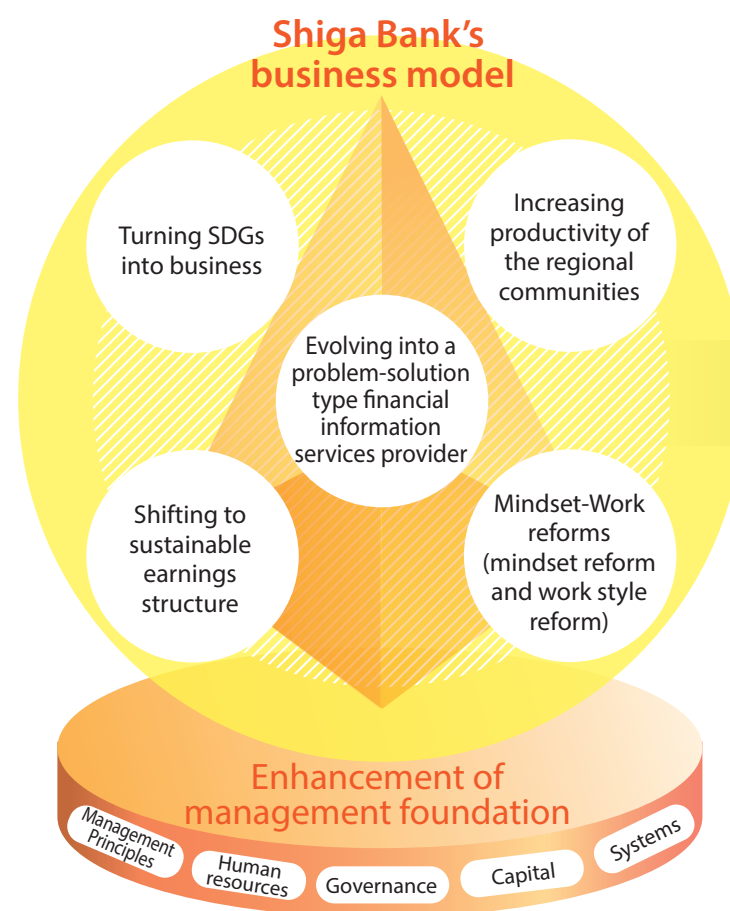 Shiga Bank's
business model
Turning SDGs
into business
Increasing
productivity of
the regional
communities
Evolving into a
problem-solution
type financial
information
services provider
Shifting to
sustainable
earnings
structure
Mindset-Work
reforms
(mindset reform
and work style
reform)
Enhancement of
management foundation
Management
Principles
Human
resources
Governance
Capital
Systems